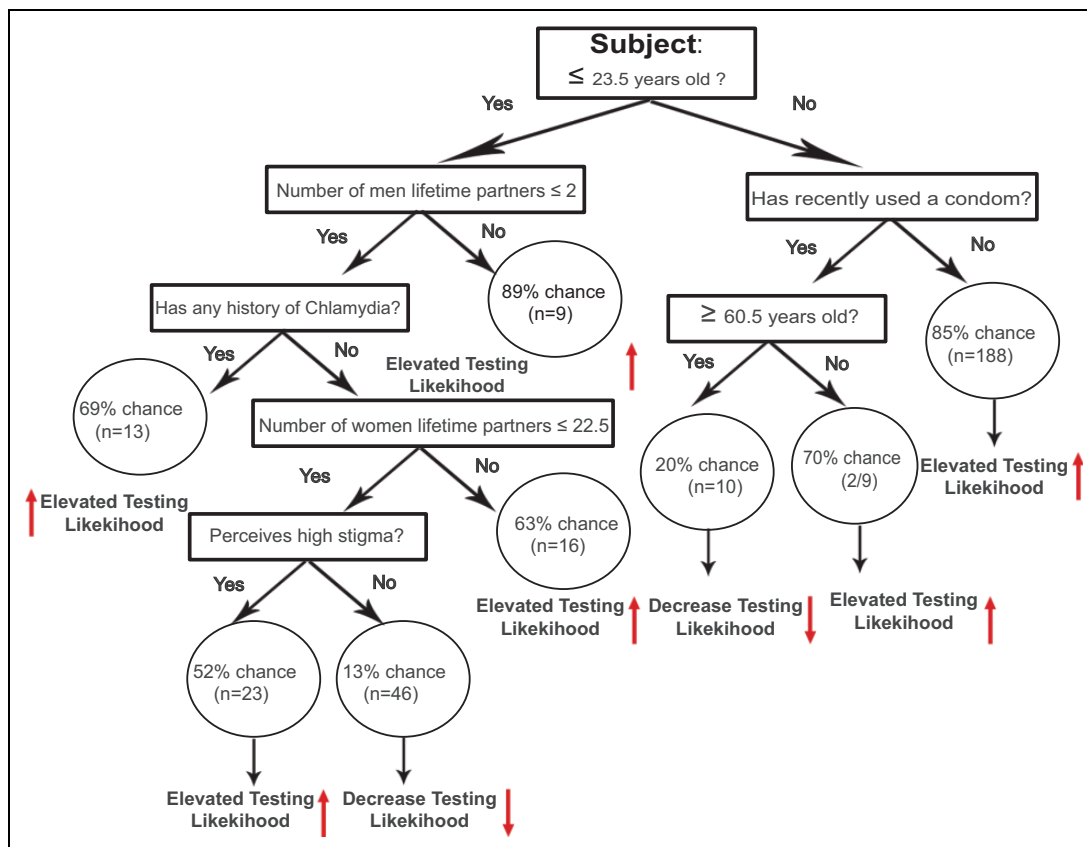 Subject:
≤ 23.5 years old ?
Yes
No
Number of men lifetime partners ≤ 2
Has recently used a condom?
Yes
No
Yes
No
Has any history of Chlamydia?
89% chance
(n=9)
≥ 60.5 years old?
85% chance
(n=188)
Yes
No
Elevated Testing
Likekihood
Yes
No
69% chance
(n=13)
Number of women lifetime partners ≤ 22.5
20% chance
(n=10)
70% chance
(2/9)
Elevated Testing
Likekihood
Elevated Testing
Likekihood
Yes
No
Perceives high stigma?
63% chance
(n=16)
Yes
No
Elevated Testing
Likekihood
Decrease Testing
Likekihood
Elevated Testing
Likekihood
52% chance
(n=23)
13% chance
(n=46)
Elevated Testing
Likekihood
Decrease Testing
Likekihood